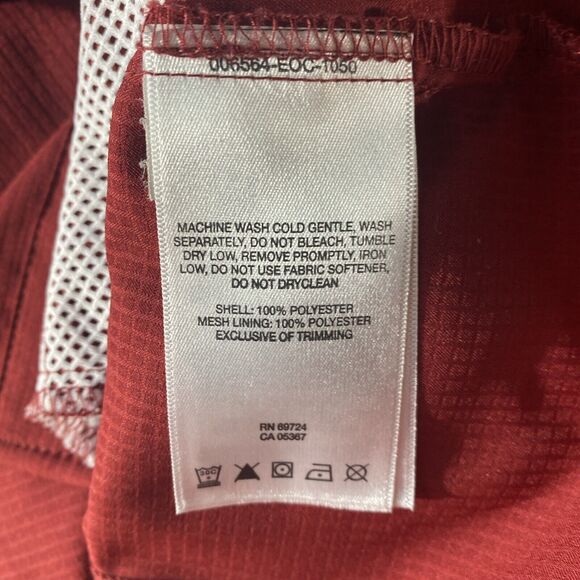 006564-EOC-1050
MACHINE WASH COLD GENTLE, WASH
SEPARATELY, DO NOT BLEACH, TUMBLE
DRY LOW, REMOVE PROMPTLY, IRON
LOW, DO NOT USE FABRIC SOFTENER,
DO NOT DRYCLEAN
SHELL: 100% POLYESTER
MESH LINING: 100% POLYESTER
EXCLUSIVE OF TRIMMING
RN 69724
CA 05367
30C